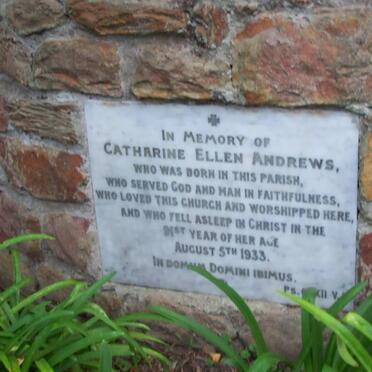 IN MEMORY OF
CATHARINE ELLEN ANDREWS,
WHO WAS BORN IN THIS PARISH,
WHO SERVED GOD AND MAN IN FAITHFULNESS,
WHO LOVED THIS CHURCH AND WORSHIPPED HERE,
AND WHO FELL ASLEEP IN CHRIST IN THE
91ST YEAR OF HER AGE
AUGUST 5TH 1933.
IN DOMUM DOMINI IBIMUS.
PS.